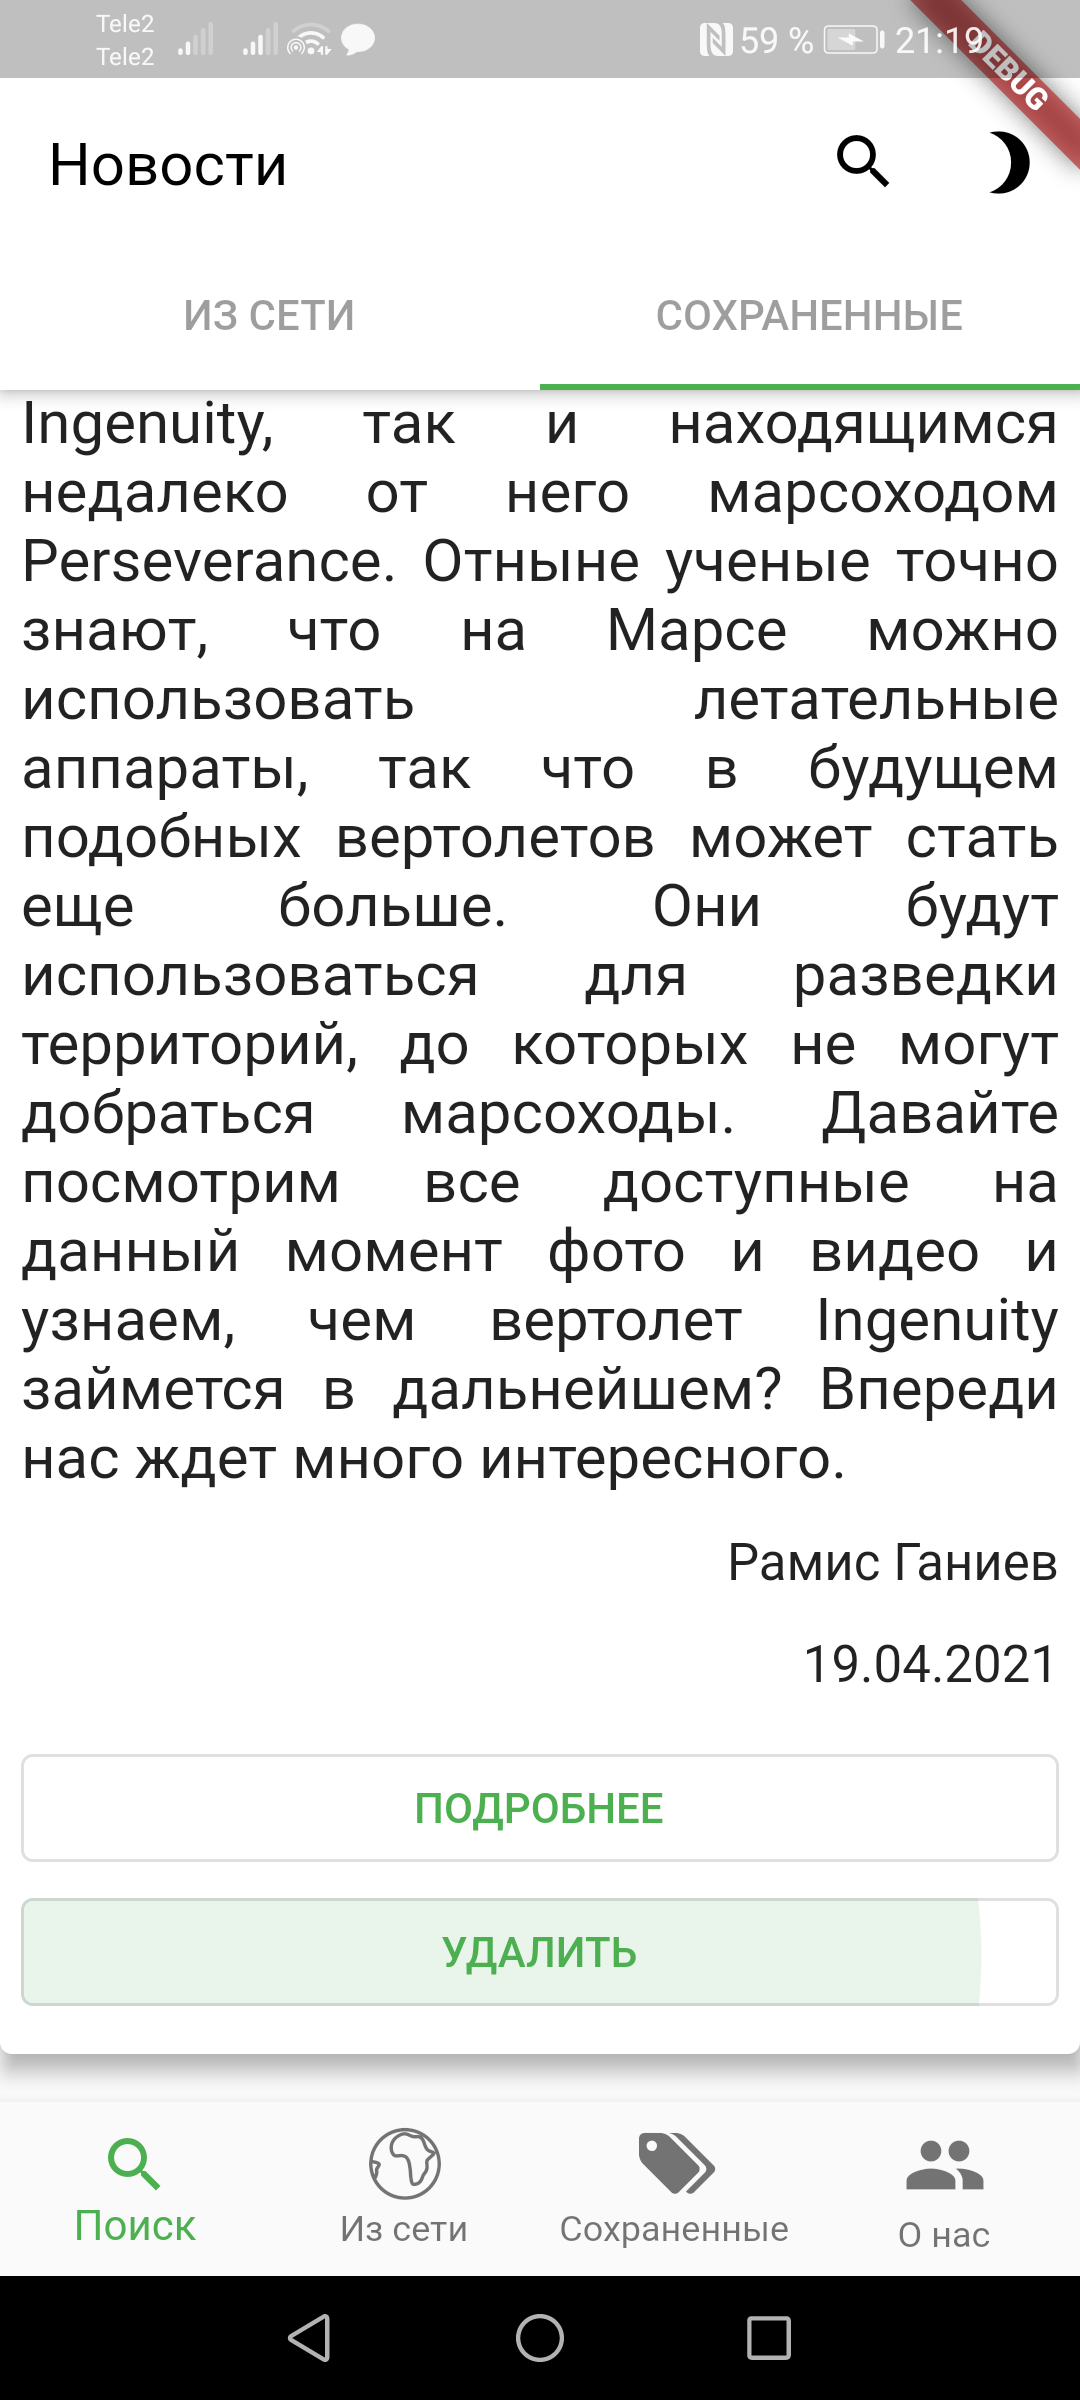 Tele2
Tele2
59 %
21:19
DEBUG
Новости
ИЗ СЕТИ
СОХРАНЕННЫЕ
Ingenuity, так и находящимся
недалеко от него марсоходом
Perseverance. Отныне ученые точно
знают, что на Марсе можно
использовать летательные
аппараты, так что в будущем
подобных вертолетов может стать
еще больше. Они будут
использоваться для разведки
территорий, до которых не могут
добраться марсоходы. Давайте
посмотрим все доступные на
данный момент фото и видео и
узнаем, чем вертолет Ingenuity
займется в дальнейшем? Впереди
нас ждет много интересного.
Рамис Ганиев
19.04.2021
ПОДРОБНЕЕ
УДАЛИТЬ
Поиск
Из сети
Сохраненные
О нас